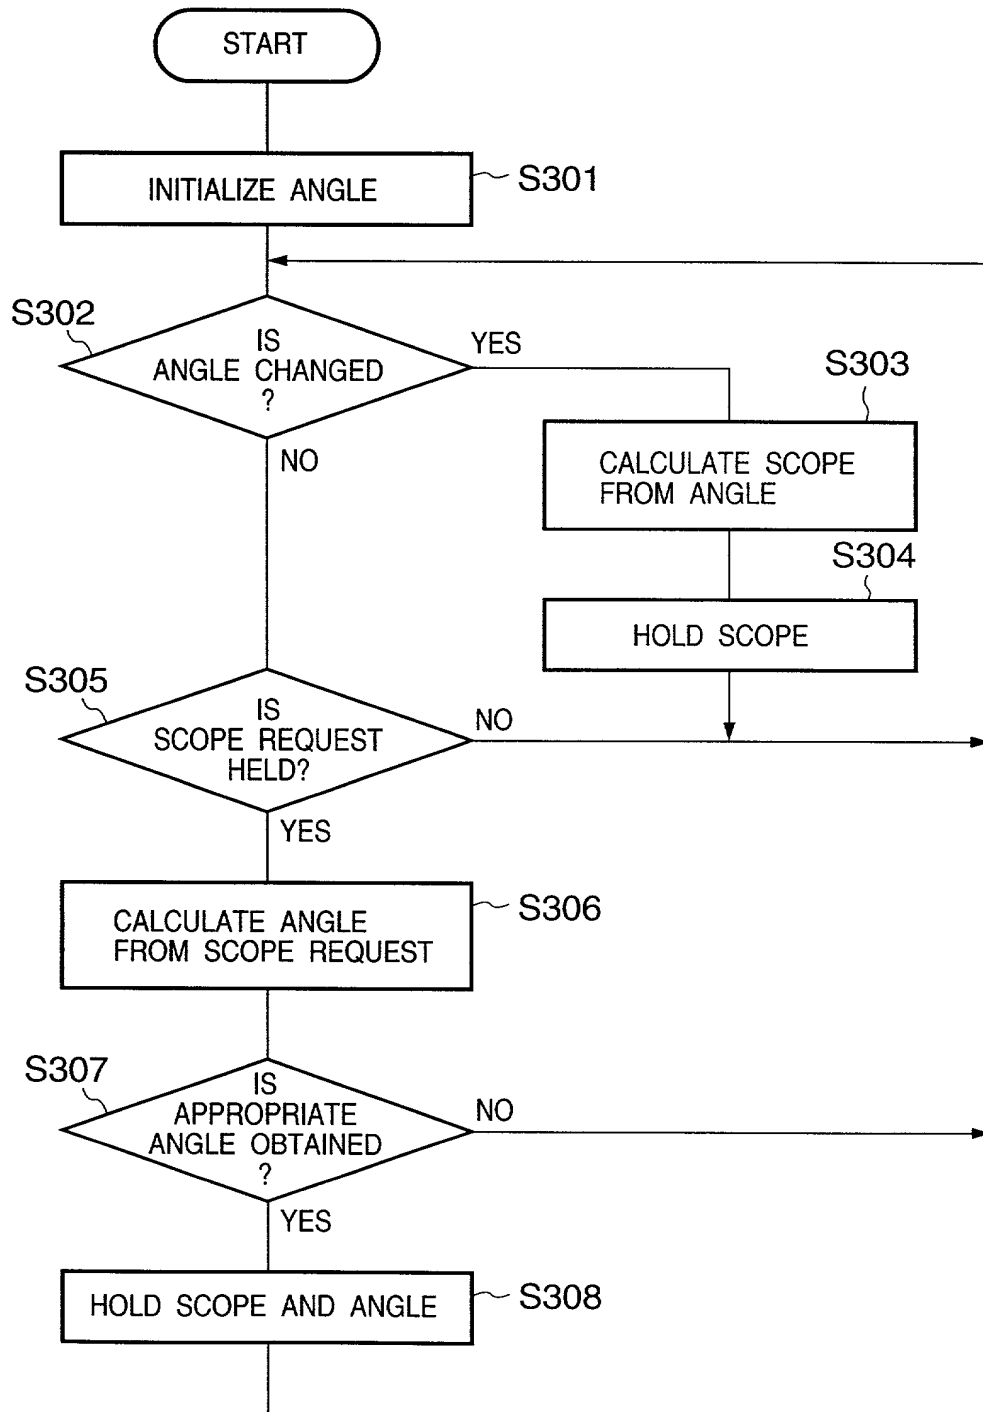 START
INITIALIZE ANGLE
S301
S302
IS
ANGLE CHANGED
?
YES
NO
S303
CALCULATE SCOPE
FROM ANGLE
S304
HOLD SCOPE
S305
IS
SCOPE REQUEST
HELD?
NO
YES
CALCULATE ANGLE
FROM SCOPE REQUEST
S306
S307
IS
APPROPRIATE
ANGLE OBTAINED
?
NO
YES
HOLD SCOPE AND ANGLE
S308